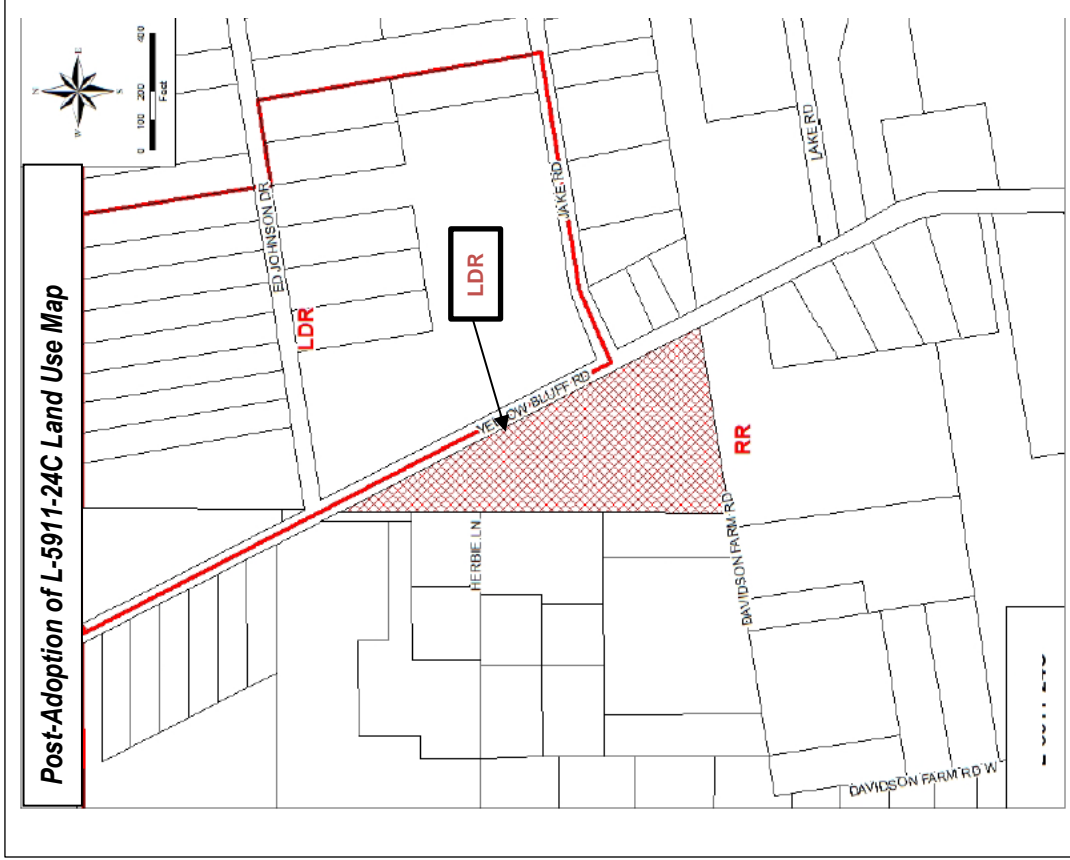 Post-Adoption of L-5911-24C Land Use Map
N
E
S
W
0 100 200 400
Feet
ED JOHNSON DR
LDR
LDR
JAKE RD
LAKE RD
YELLOW BLUFF RD
HERBIE LN
RR
DAVIDSON FARM RD
DAVIDSON FARM RD W